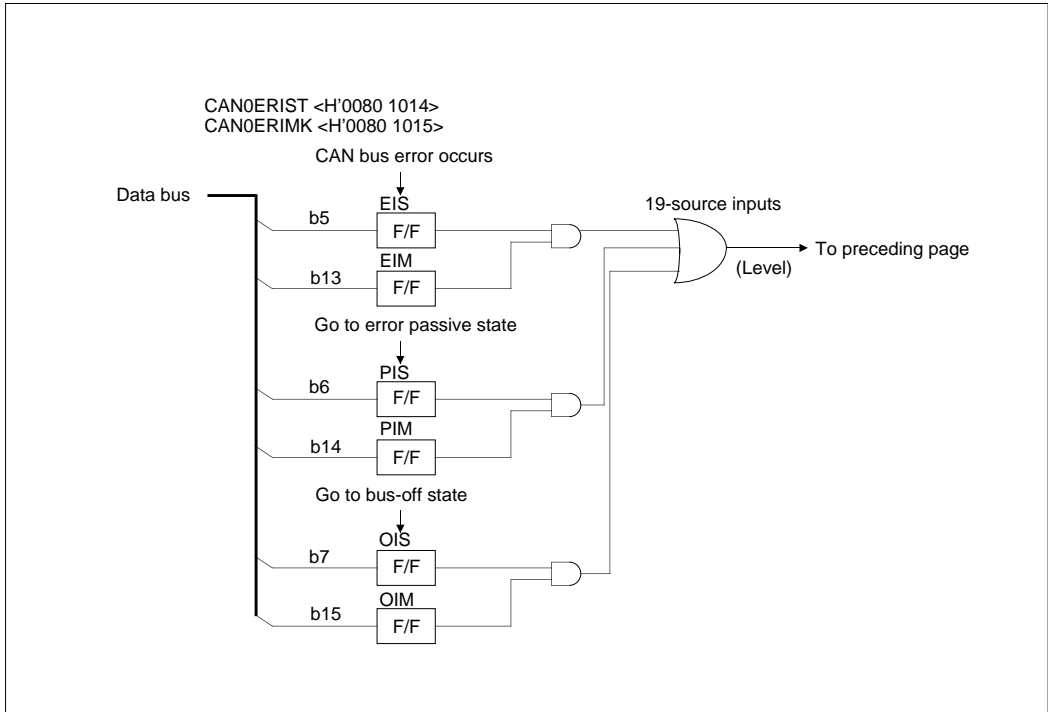 CAN0ERIST <H'0080 1014>
CAN0ERIMK <H'0080 1015>
CAN bus error occurs
Data bus
EIS
19-source inputs
b5
F/F
To preceding page
(Level)
EIM
b13
F/F
Go to error passive state
PIS
b6
F/F
PIM
b14
F/F
Go to bus-off state
OIS
b7
F/F
OIM
b15
F/F